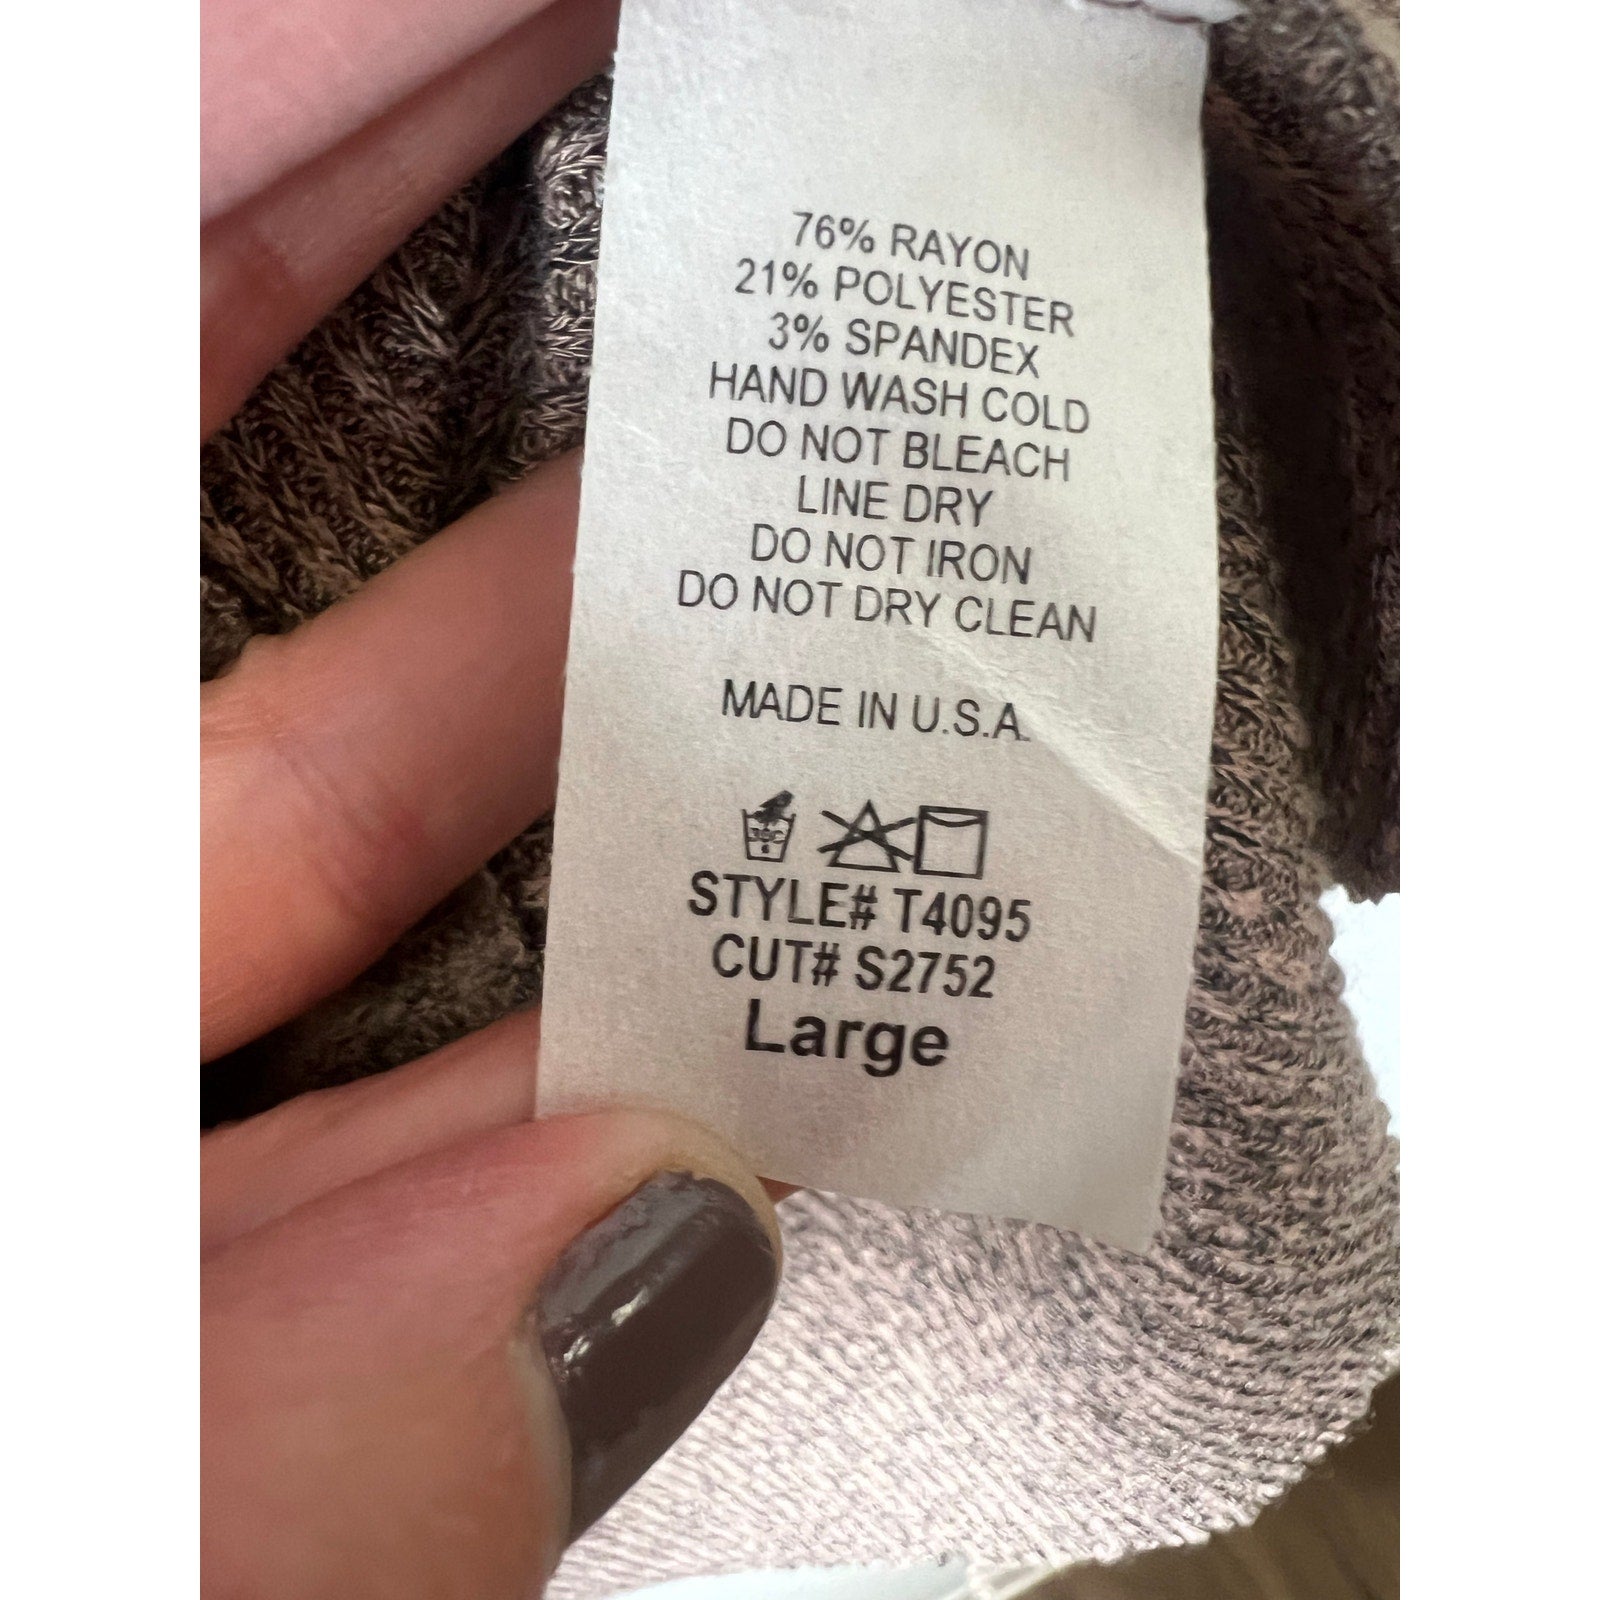 76% RAYON
21% POLYESTER
3% SPANDEX
HAND WASH COLD
DO NOT BLEACH
LINE DRY
DO NOT IRON
DO NOT DRY CLEAN
MADE IN U.S.A.
STYLE# T4095
CUT# S2752
Large